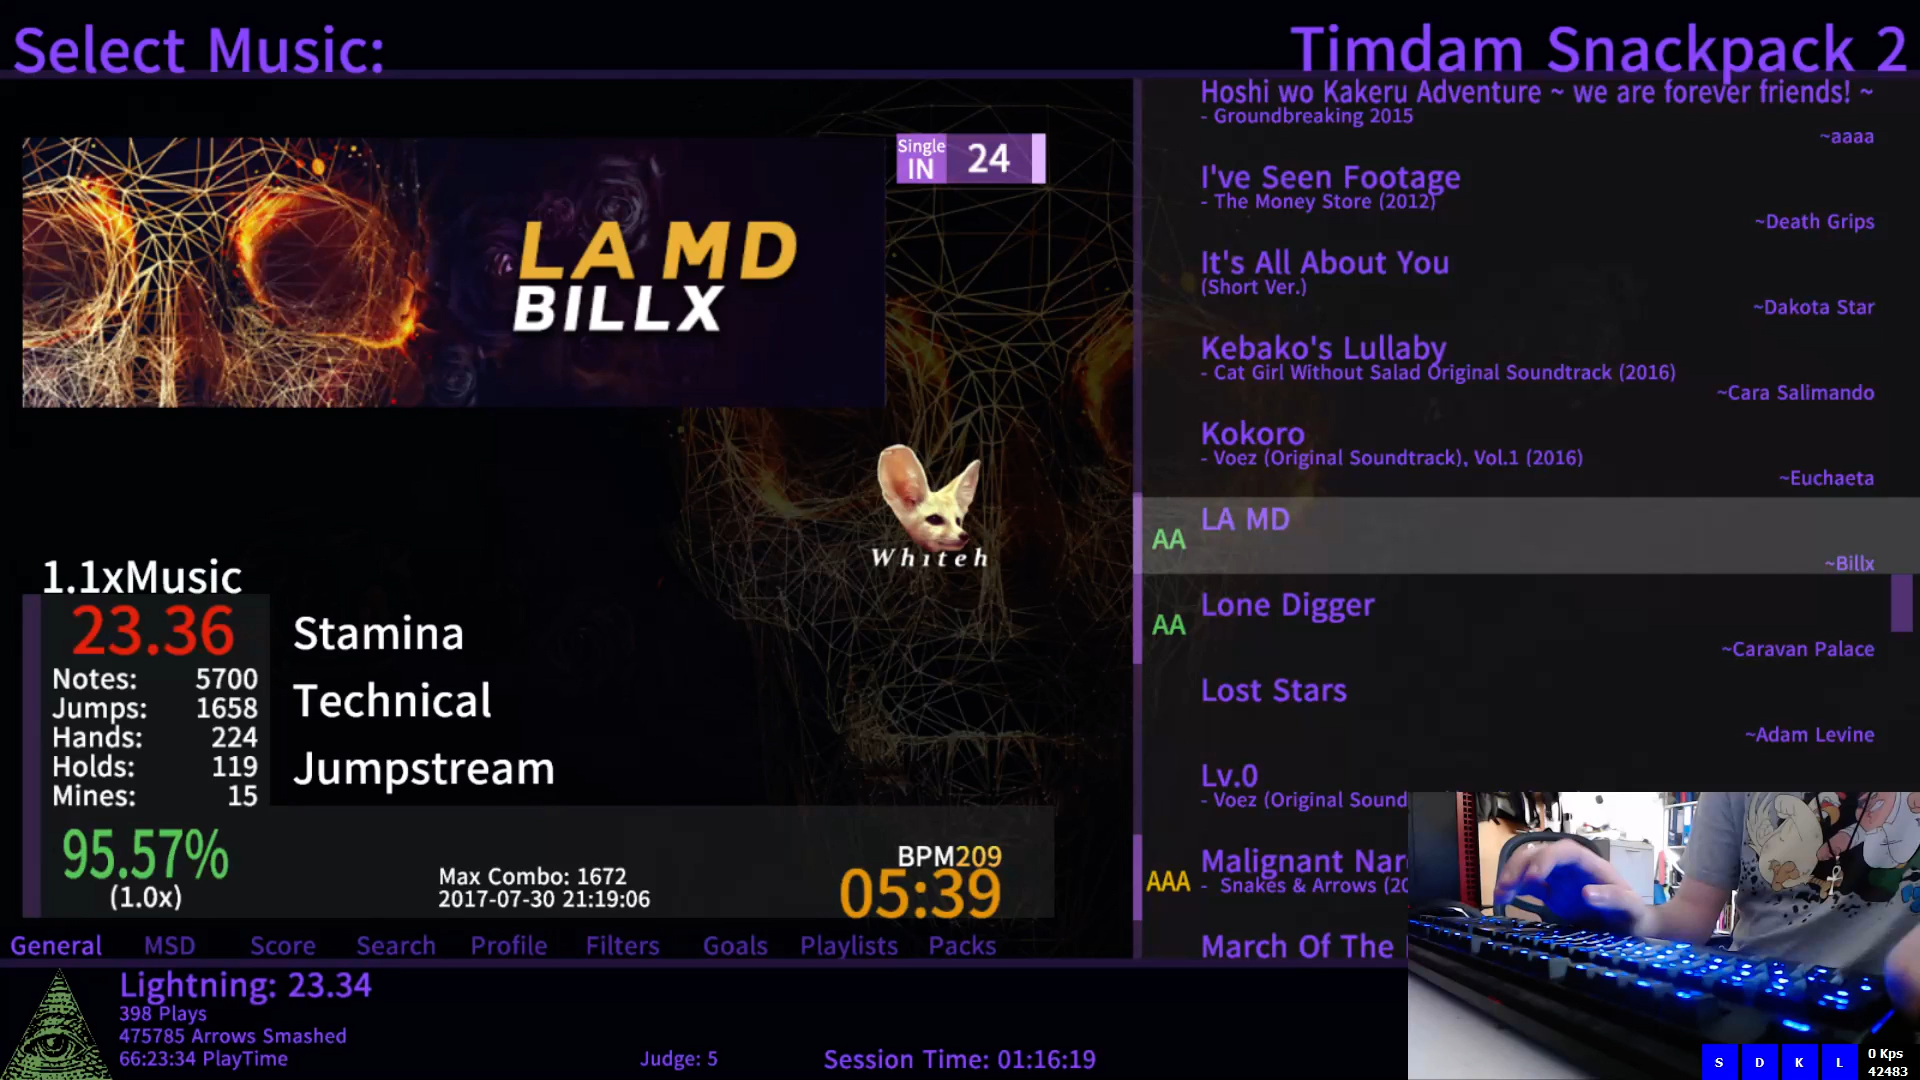 Select Music:
Timdam Snackpack 2
LA MD
BILLX
Single
IN
24
Whiteh
1.1xMusic
23.36
Notes: 5700
Jumps: 1658
Hands: 224
Holds: 119
Mines: 15
Stamina
Technical
Jumpstream
95.57%
(1.0x)
Max Combo: 1672
2017-07-30 21:19:06
BPM209
05:39
Hoshi wo Kakeru Adventure ~ we are forever friends! ~
- Groundbreaking 2015
~aaaa
I've Seen Footage
- The Money Store (2012)
~Death Grips
It's All About You
(Short Ver.)
~Dakota Star
Kebako's Lullaby
- Cat Girl Without Salad Original Soundtrack (2016)
~Cara Salimando
Kokoro
- Voez (Original Soundtrack), Vol.1 (2016)
~Euchaeta
AA
LA MD
~Billx
AA
Lone Digger
~Caravan Palace
Lost Stars
~Adam Levine
Lv.0
- Voez (Original Sound
AAA
Malignant Nar
- Snakes & Arrows (20
March Of The
General MSD Score Search Profile Filters Goals Playlists Packs
Lightning: 23.34
398 Plays
475785 Arrows Smashed
66:23:34 PlayTime
Judge: 5
Session Time: 01:16:19
S D K L
0 Kps
42483